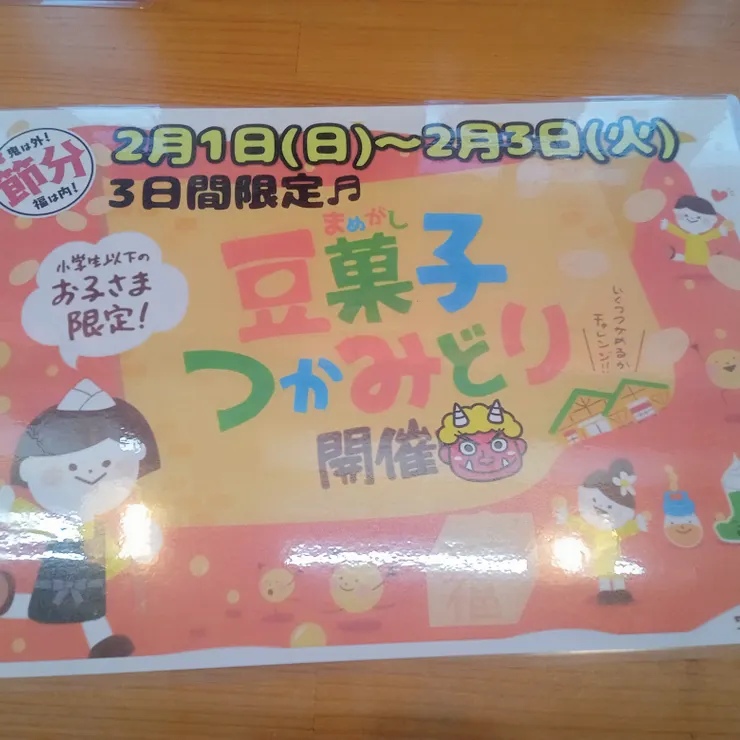 鬼は外!
節分
福は内!
2月1日(日)〜2月3日(火)
3日間限定♬
小学生以下の
お子さま
限定!
まめがし
豆菓子
つかみどり
開催
いくつつかめるか
チャレンジ!!
福